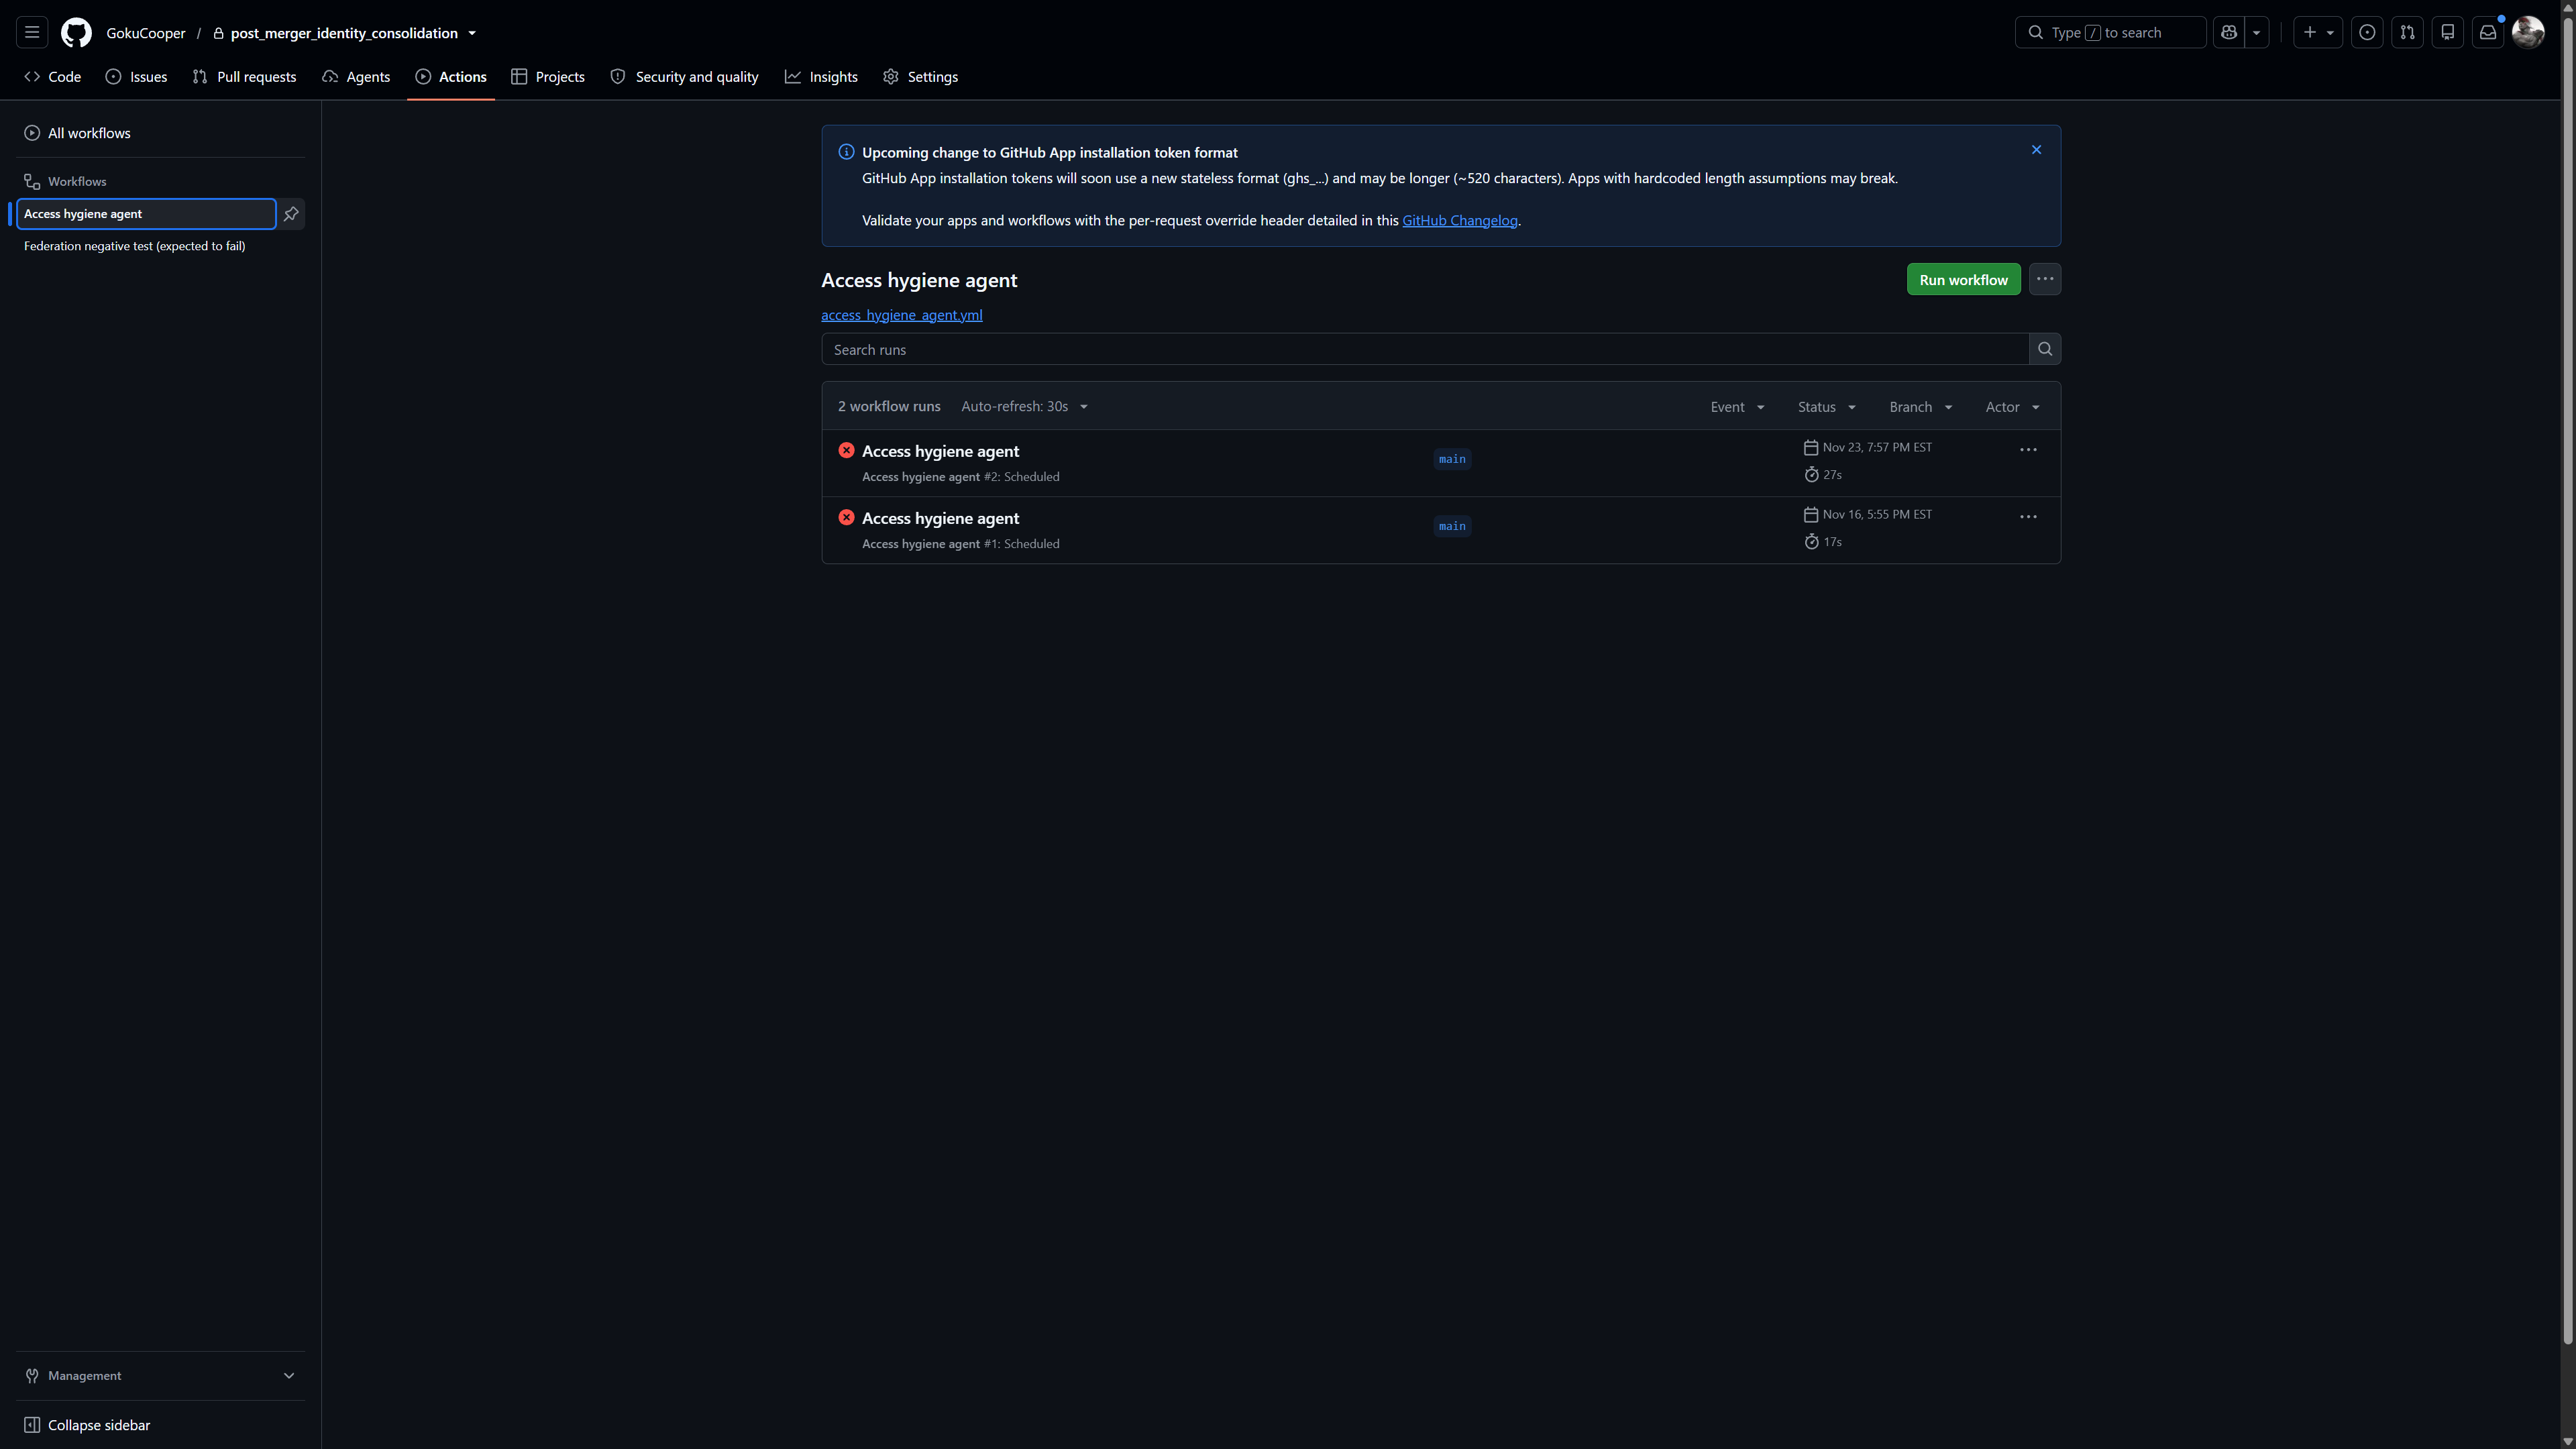 GokuCooper / post_merger_identity_consolidation
Type / to search
Code Issues Pull requests Agents Actions Projects Security and quality Insights Settings
All workflows
Workflows
Access hygiene agent
Federation negative test (expected to fail)
Management
Collapse sidebar
Upcoming change to GitHub App installation token format
GitHub App installation tokens will soon use a new stateless format (ghs_...) and may be longer (~520 characters). Apps with hardcoded length assumptions may break.
Validate your apps and workflows with the per-request override header detailed in this GitHub Changelog.
Access hygiene agent
Run workflow
access_hygiene_agent.yml
Search runs
2 workflow runs Auto-refresh: 30s Event Status Branch Actor
Access hygiene agent
Access hygiene agent #2: Scheduled
main
Nov 23, 7:57 PM EST
27s
Access hygiene agent
Access hygiene agent #1: Scheduled
main
Nov 16, 5:55 PM EST
17s